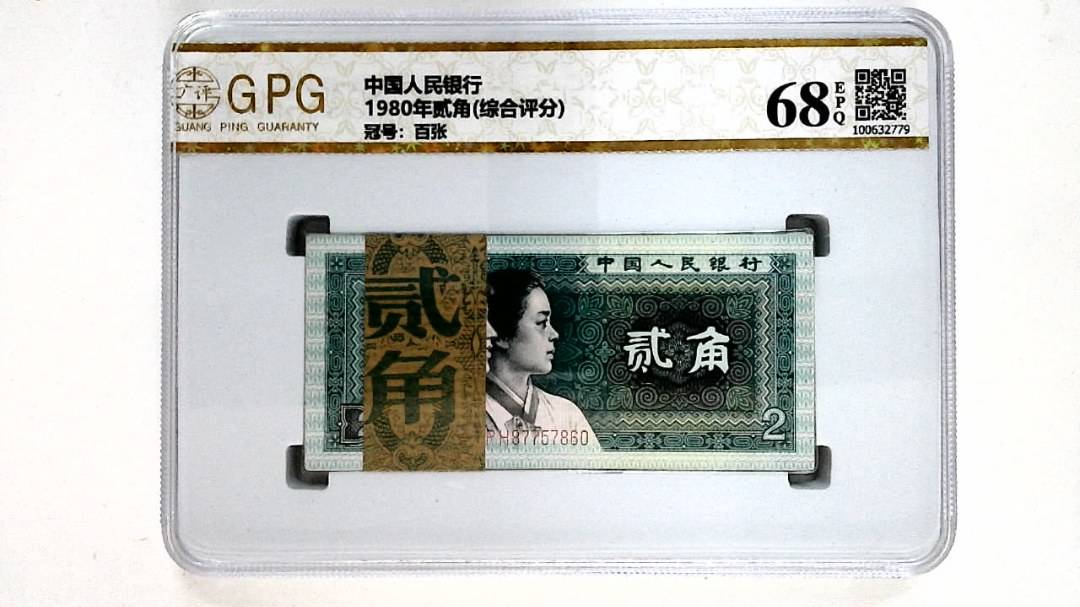 广评
GPG
GUANG PING GUARANTY
中国人民银行
1980年贰角(综合评分)
冠号：百张
68
EPQ
100632779
贰角
中国人民银行
贰角
PH87757860
2